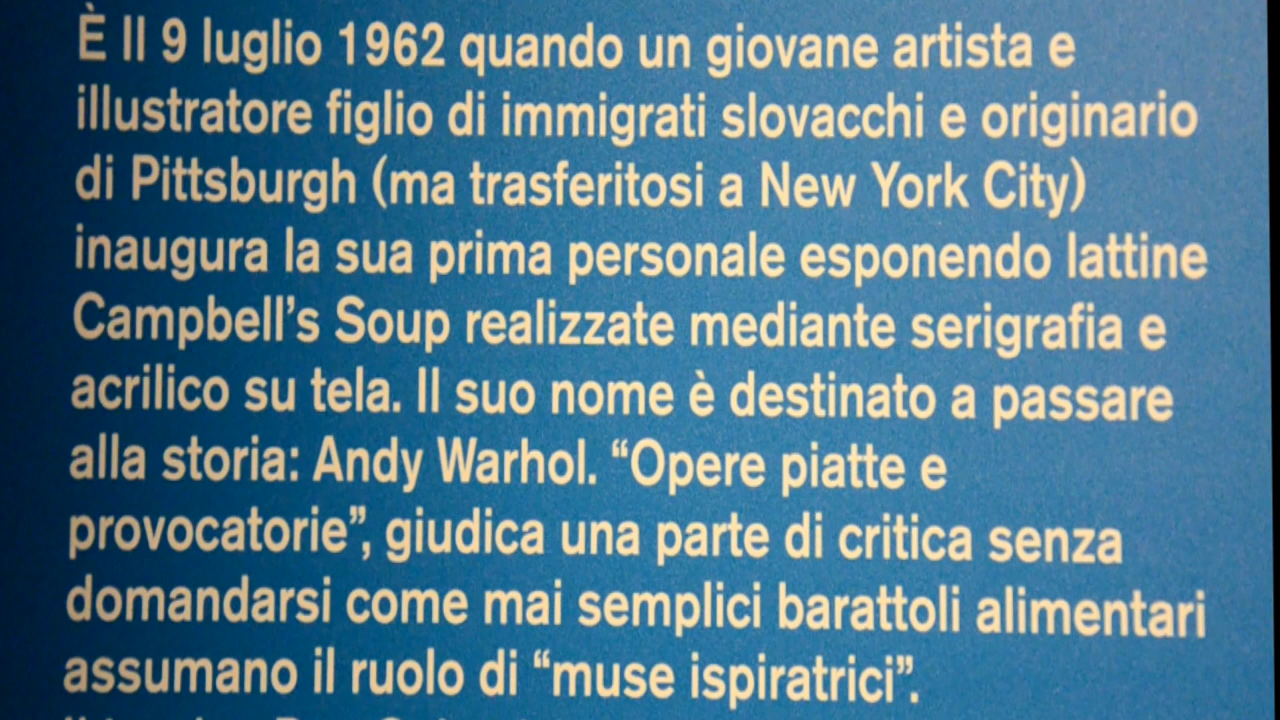 È Il 9 luglio 1962 quando un giovane artista e
illustratore figlio di immigrati slovacchi e originario
di Pittsburgh (ma trasferitosi a New York City)
inaugura la sua prima personale esponendo lattine
Campbell’s Soup realizzate mediante serigrafia e
acrilico su tela. Il suo nome è destinato a passare
alla storia: Andy Warhol. “Opere piatte e
provocatorie”, giudica una parte di critica senza
domandarsi come mai semplici barattoli alimentari
assumano il ruolo di “muse ispiratrici”.